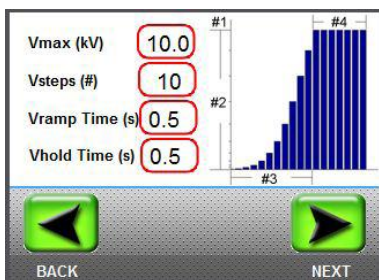 Vmax (kV) 10.0
Vsteps (#) 10
Vramp Time (s) 0.5
Vhold Time (s) 0.5
#1
#4
#2
#3
BACK
NEXT